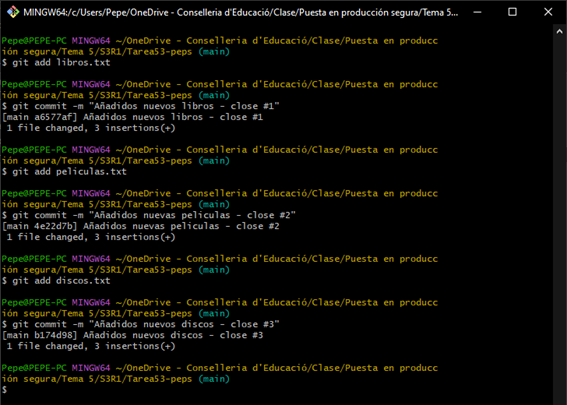 MINGW64:/c/Users/Pepe/OneDrive - Conselleria d'Educació/Clase/Puesta en producción segura/Tema 5...
Pepe@PEPE-PC MINGW64 ~/OneDrive - Conselleria d'Educació/Clase/Puesta en producc
ión segura/Tema 5/S3R1/Tarea53-peps (main)
$ git add libros.txt
Pepe@PEPE-PC MINGW64 ~/OneDrive - Conselleria d'Educació/Clase/Puesta en producc
ión segura/Tema 5/S3R1/Tarea53-peps (main)
$ git commit -m "Añadidos nuevos libros - close #1"
[main a6577af] Añadidos nuevos libros - close #1
1 file changed, 3 insertions(+)
Pepe@PEPE-PC MINGW64 ~/OneDrive - Conselleria d'Educació/Clase/Puesta en producc
ión segura/Tema 5/S3R1/Tarea53-peps (main)
$ git add peliculas.txt
Pepe@PEPE-PC MINGW64 ~/OneDrive - Conselleria d'Educació/Clase/Puesta en producc
ión segura/Tema 5/S3R1/Tarea53-peps (main)
$ git commit -m "Añadidos nuevas peliculas - close #2"
[main 4e22d7b] Añadidos nuevas peliculas - close #2
1 file changed, 3 insertions(+)
Pepe@PEPE-PC MINGW64 ~/OneDrive - Conselleria d'Educació/Clase/Puesta en producc
ión segura/Tema 5/S3R1/Tarea53-peps (main)
$ git add discos.txt
Pepe@PEPE-PC MINGW64 ~/OneDrive - Conselleria d'Educació/Clase/Puesta en producc
ión segura/Tema 5/S3R1/Tarea53-peps (main)
$ git commit -m "Añadidos nuevos discos - close #3"
[main b174d98] Añadidos nuevos discos - close #3
1 file changed, 3 insertions(+)
Pepe@PEPE-PC MINGW64 ~/OneDrive - Conselleria d'Educació/Clase/Puesta en producc
ión segura/Tema 5/S3R1/Tarea53-peps (main)
$